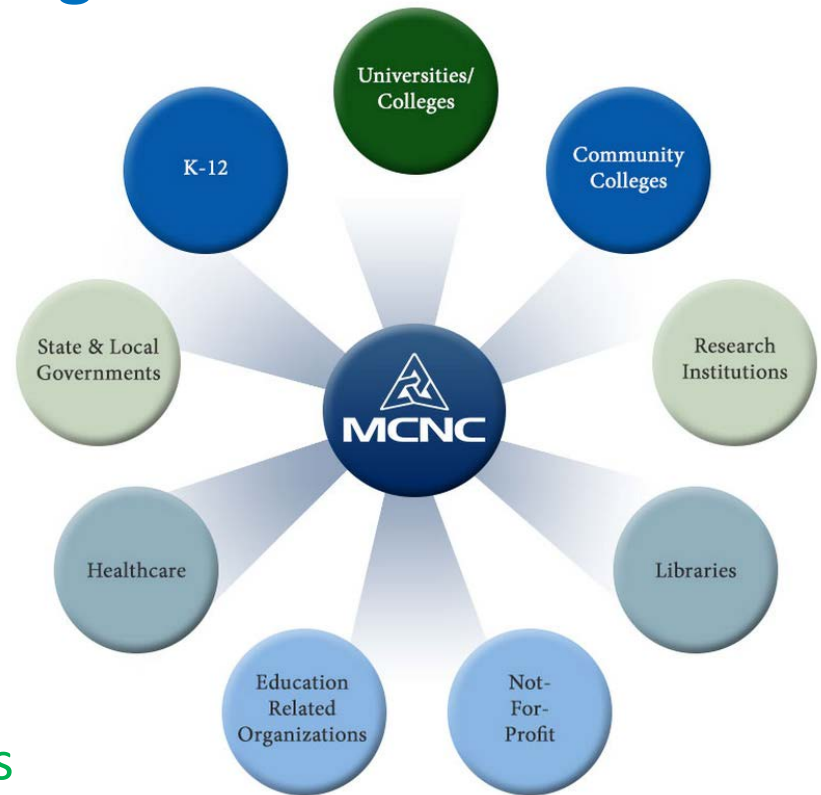 g
Universities/
Colleges
K-12
Community
Colleges
State & Local
Governments
Research
Institutions
MCNC
Healthcare
Libraries
Education
Related
Organizations
Not-
For-
Profit
s